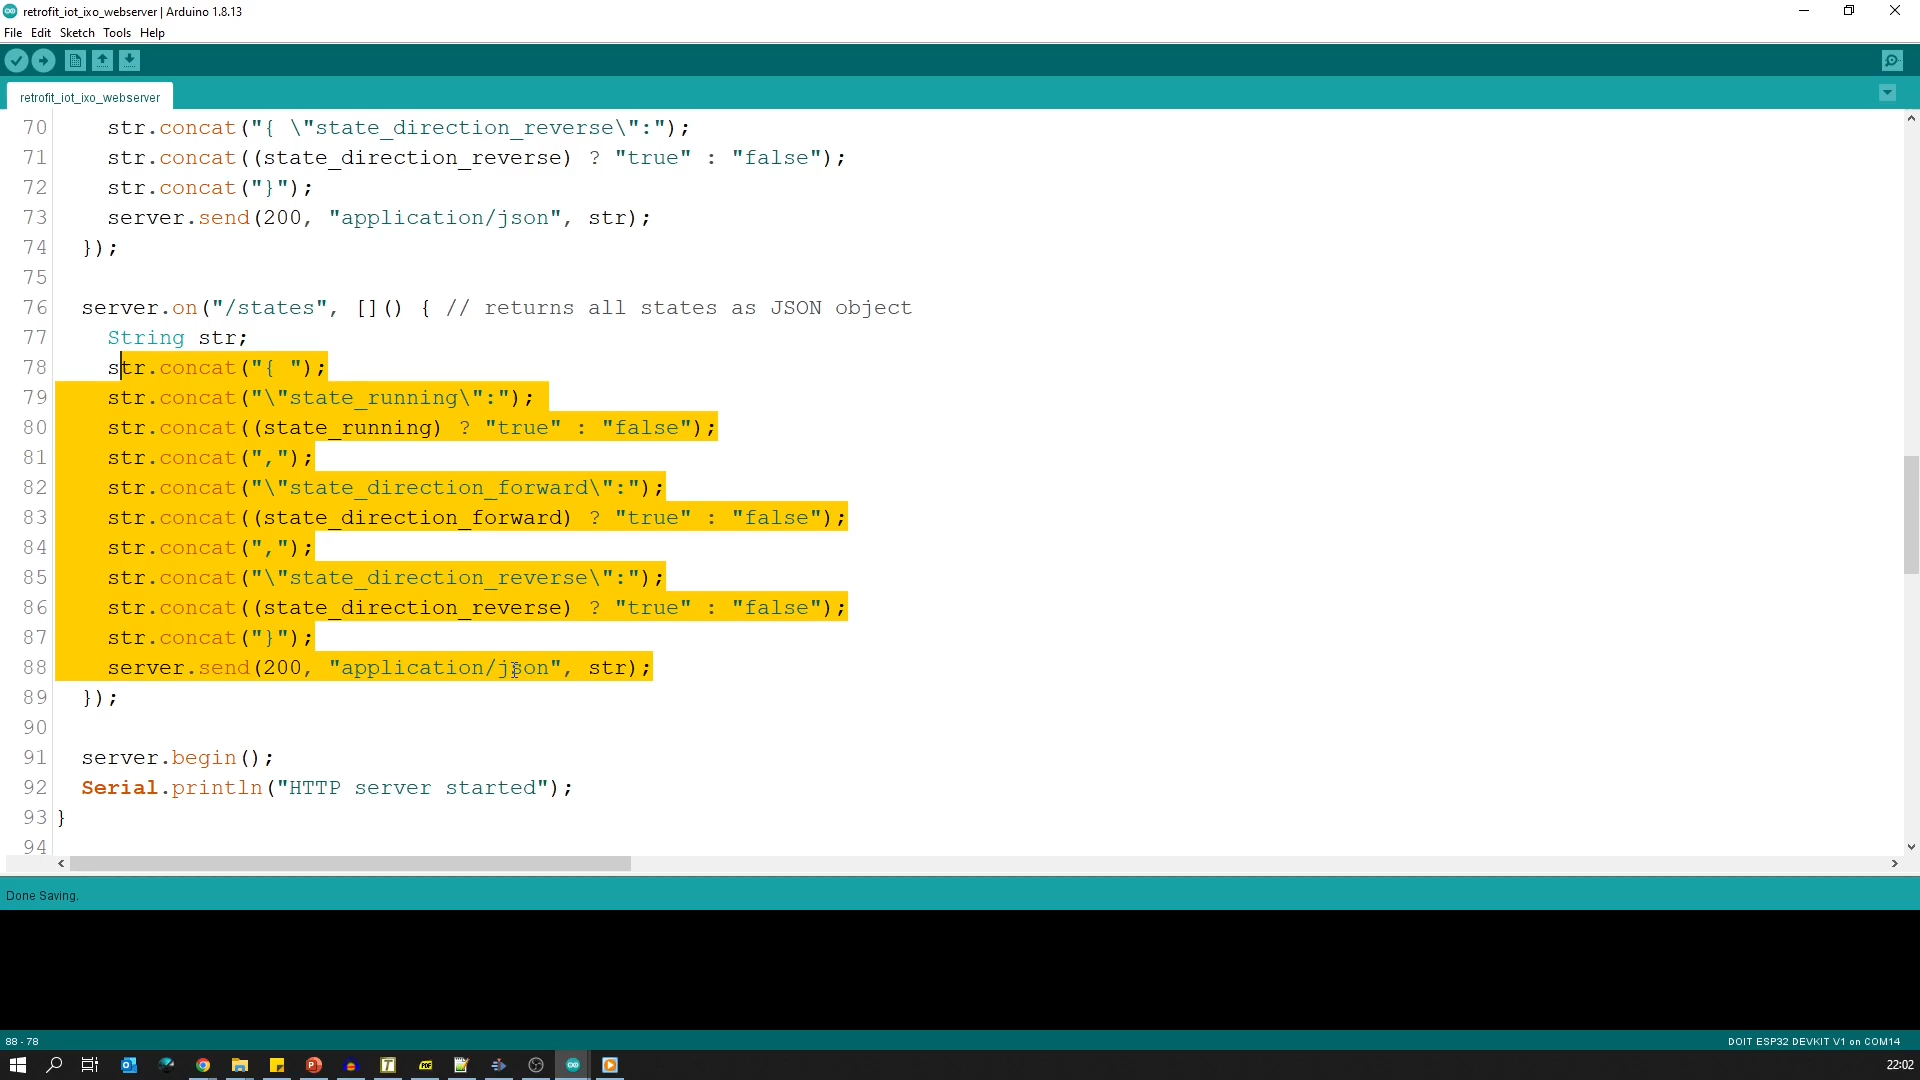 retrofit_iot_ixo_webserver | Arduino 1.8.13
File Edit Sketch Tools Help
retrofit_iot_ixo_webserver
70     str.concat("{ \"state_direction_reverse\":");
71     str.concat((state_direction_reverse) ? "true" : "false");
72     str.concat("}");
73     server.send(200, "application/json", str);
74   });
75
76   server.on("/states", []() { // returns all states as JSON object
77     String str;
78     str.concat("{ ");
79     str.concat("\"state_running\":");
80     str.concat((state_running) ? "true" : "false");
81     str.concat(",");
82     str.concat("\"state_direction_forward\":");
83     str.concat((state_direction_forward) ? "true" : "false");
84     str.concat(",");
85     str.concat("\"state_direction_reverse\":");
86     str.concat((state_direction_reverse) ? "true" : "false");
87     str.concat("}");
88     server.send(200, "application/json", str);
89   });
90
91   server.begin();
92   Serial.println("HTTP server started");
93 }
94
Done Saving.
88 - 78
DOIT ESP32 DEVKIT V1 on COM14
22:02